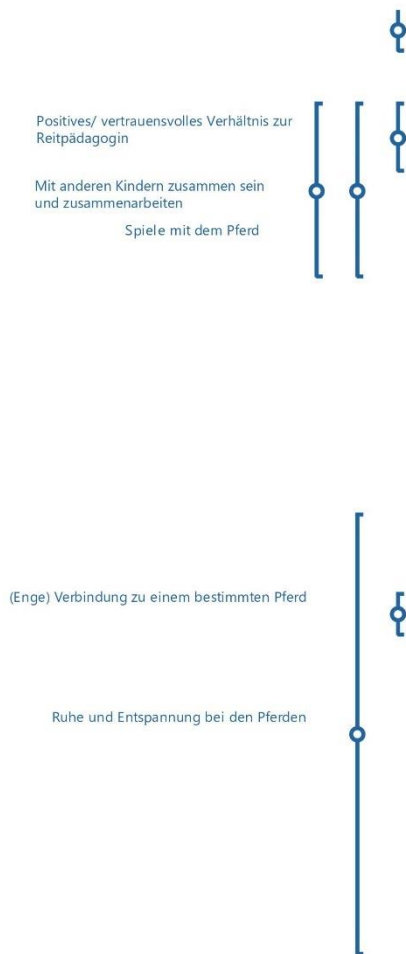 Positives/ vertrauensvolles Verhältnis zur
Reitpädagogin
Mit anderen Kindern zusammen sein
und zusammenarbeiten
Spiele mit dem Pferd
(Enge) Verbindung zu einem bestimmten Pferd
Ruhe und Entspannung bei den Pferden